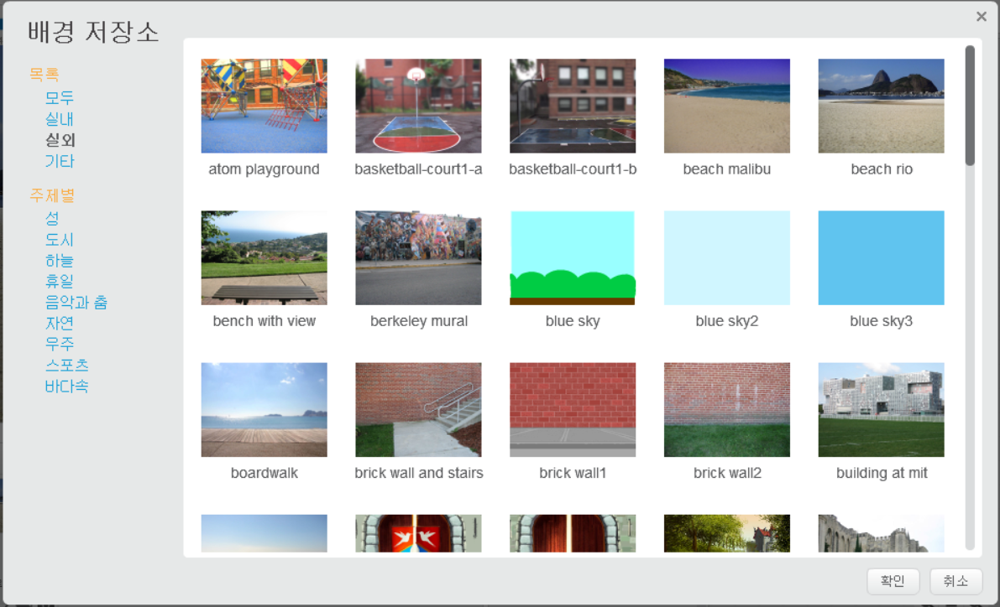 배경 저장소
목록
모두
실내
실외
기타
주제별
성
도시
하늘
휴일
음악과 춤
자연
우주
스포츠
바다속
atom playground
basketball-court1-a
basketball-court1-b
beach malibu
beach rio
bench with view
berkeley mural
blue sky
blue sky2
blue sky3
boardwalk
brick wall and stairs
brick wall1
brick wall2
building at mit
확인
취소